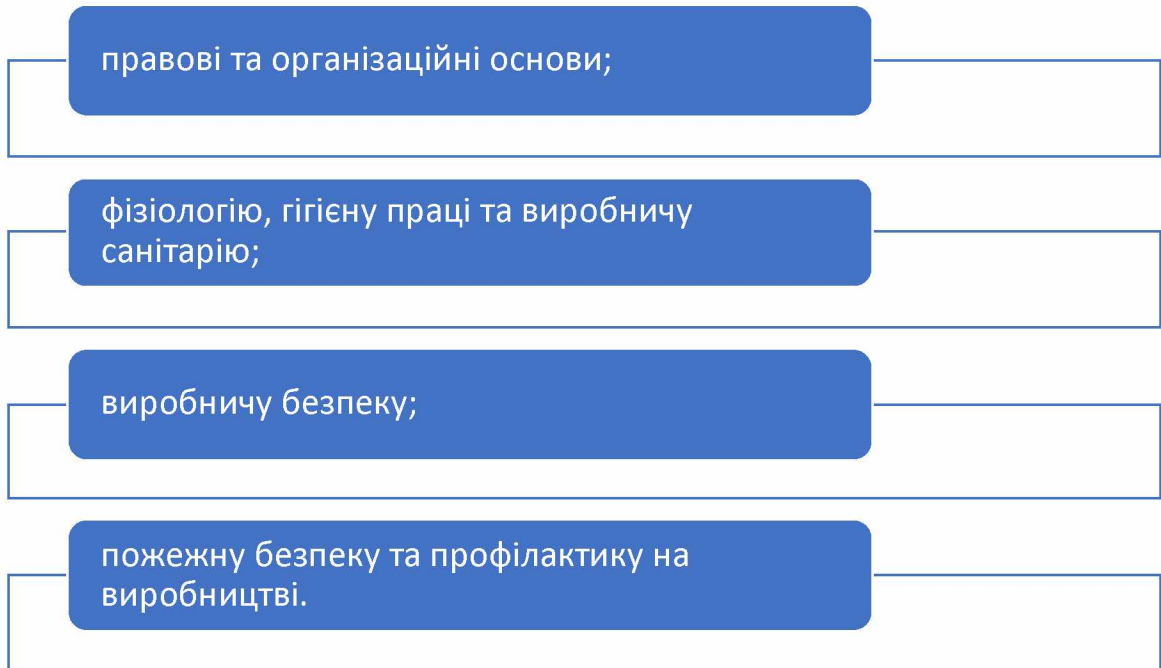 правові та організаційні основи;
фізіологію, гігієну праці та виробничу
санітарію;
виробничу безпеку;
пожежну безпеку та профілактику на
виробництві.